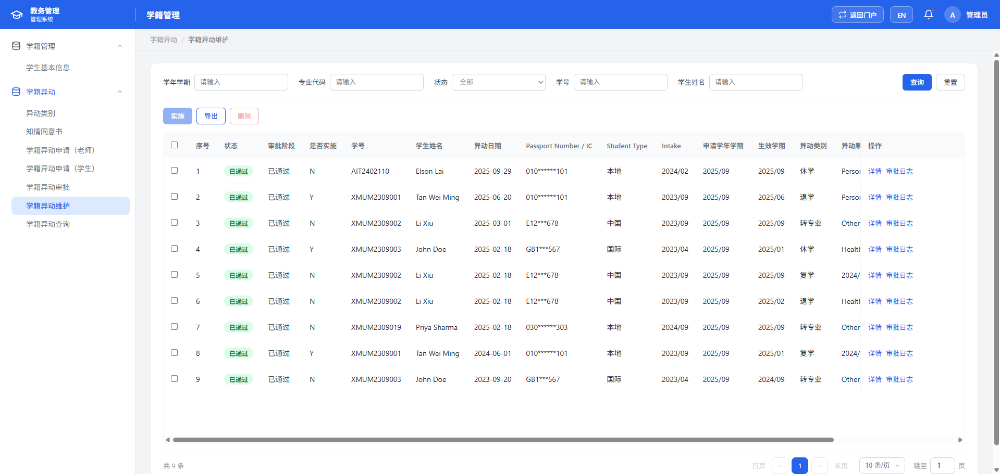 教务管理
管理系统
学籍管理
返回门户
EN
A
管理员
学籍管理
学生基本信息
学籍异动
异动类别
知情同意书
学籍异动申请（老师）
学籍异动申请（学生）
学籍异动审批
学籍异动维护
学籍异动查询
学籍异动 / 学籍异动维护
学年学期 请输入 专业代码 请输入 状态 全部 学号 请输入 学生姓名 请输入 查询 重置
实施 导出 删除
序号 状态 审批阶段 是否实施 学号 学生姓名 异动日期 Passport Number / IC Student Type Intake 申请学年学期 生效学期 异动类别 异动原 操作
1 已通过 已通过 N AIT2402110 Elson Lai 2025-09-29 010******101 本地 2024/02 2025/09 2025/09 休学 Person 详情 审批日志
2 已通过 已通过 Y XMUM2309001 Tan Wei Ming 2025-06-20 010******101 本地 2023/09 2025/09 2025/06 退学 Person 详情 审批日志
3 已通过 已通过 N XMUM2309002 Li Xiu 2025-03-01 E12***678 中国 2023/09 2025/09 2025/09 转专业 Other 详情 审批日志
4 已通过 已通过 Y XMUM2309003 John Doe 2025-02-18 GB1***567 国际 2023/04 2025/09 2025/01 休学 Health 详情 审批日志
5 已通过 已通过 N XMUM2309002 Li Xiu 2025-02-18 E12***678 中国 2023/09 2025/09 2025/09 复学 2024/ 详情 审批日志
6 已通过 已通过 N XMUM2309002 Li Xiu 2025-02-18 E12***678 中国 2023/09 2025/09 2025/02 退学 Health 详情 审批日志
7 已通过 已通过 N XMUM2309019 Priya Sharma 2025-02-18 030******303 本地 2024/09 2025/09 2025/09 转专业 Other 详情 审批日志
8 已通过 已通过 Y XMUM2309001 Tan Wei Ming 2024-06-01 010******101 本地 2023/09 2025/09 2025/01 复学 2024/ 详情 审批日志
9 已通过 已通过 N XMUM2309003 John Doe 2023-09-20 GB1***567 国际 2023/04 2025/09 2024/09 转专业 Other 详情 审批日志
共 9 条
首页 ‹ 1 › 末页 10 条/页 跳至 1 页